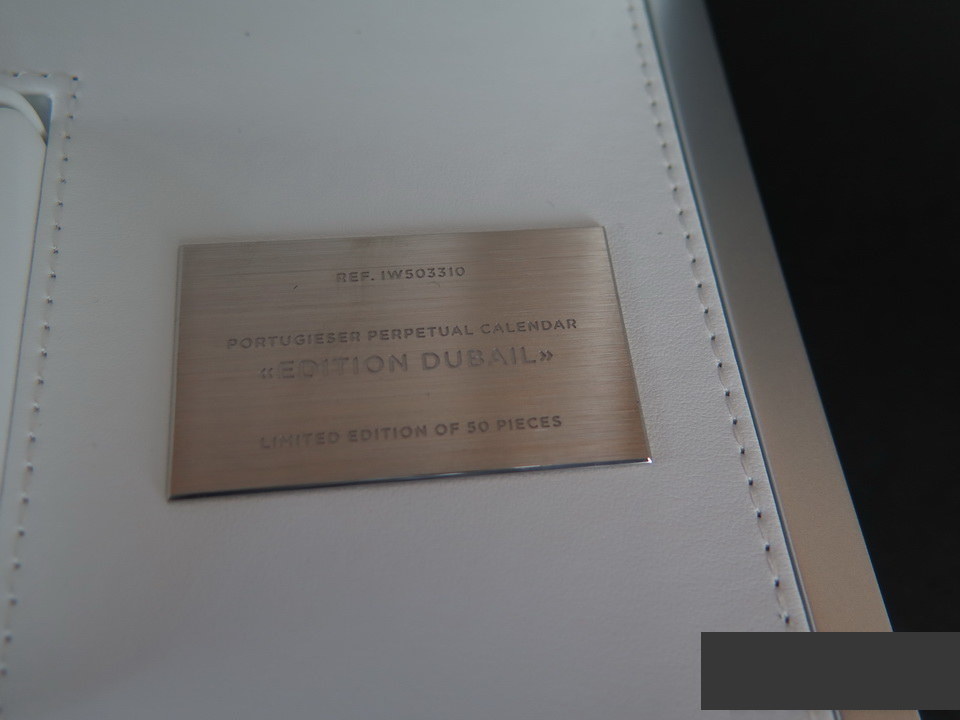 REF. IW503310
PORTUGIESER PERPETUAL CALENDAR
«EDITION DUBAIL»
LIMITED EDITION OF 50 PIECES